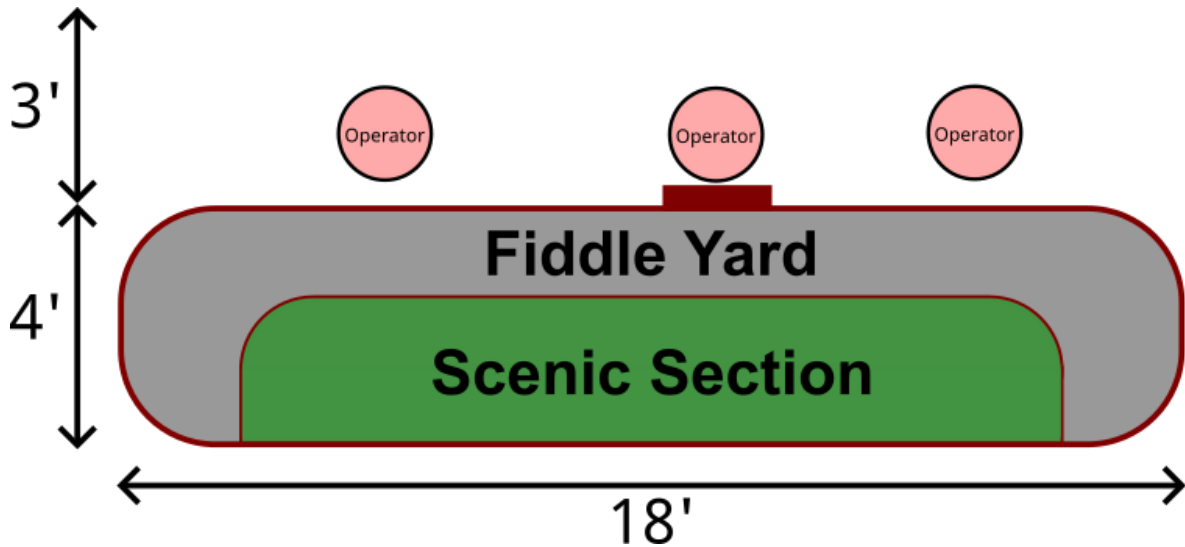 3'
Operator
Operator
Operator
4'
Fiddle Yard
Scenic Section
18'